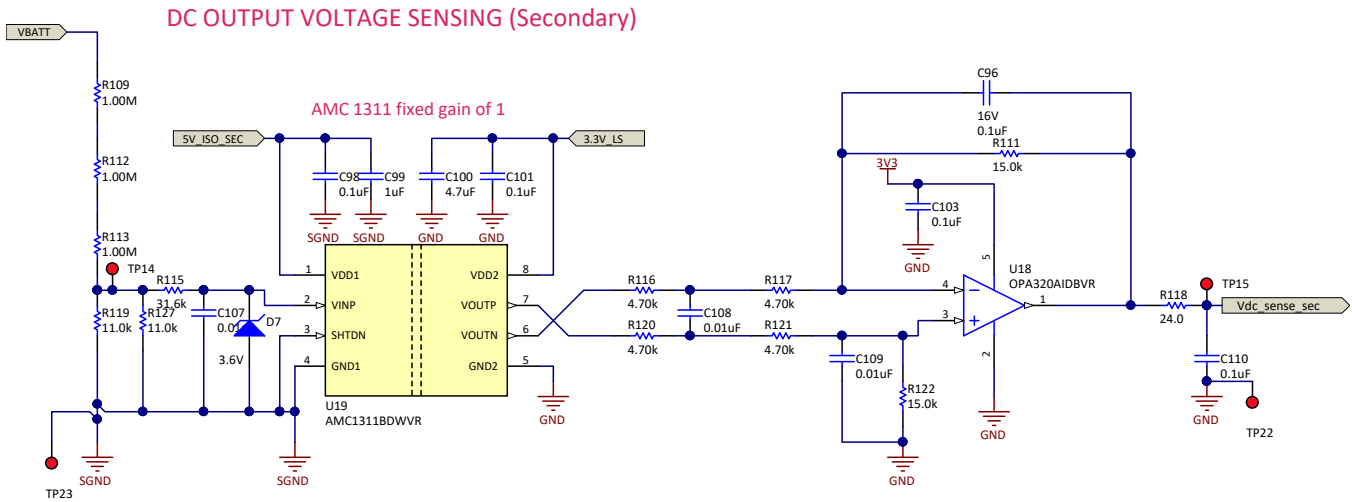 DC OUTPUT VOLTAGE SENSING (Secondary)
VBATT
R109
1.00M
R112
1.00M
R113
1.00M
TP14
R115
31.6k
R119
11.0k
R127
11.0k
C107
D7
3.6V
TP23
SGND
SGND
AMC 1311 fixed gain of 1
5V_ISO_SEC
3.3V_LS
C98
0.1uF
C99
1uF
C100
4.7uF
C101
0.1uF
SGND
SGND
GND
GND
1
VDD1
VDD2
8
2
VINP
VOUTP
7
3
SHTDN
VOUTN
6
4
GND1
GND2
5
U19
AMC1311BDWVR
GND
R116
4.70k
R117
4.70k
C108
0.01uF
R120
4.70k
R121
4.70k
C109
0.01uF
R122
15.0k
GND
C96
16V
0.1uF
R111
15.0k
3V3
C103
0.1uF
GND
5
U18
OPA320AIDBVR
4
1
3
2
GND
R118
24.0
TP15
Vdc_sense_sec
C110
0.1uF
GND
TP22